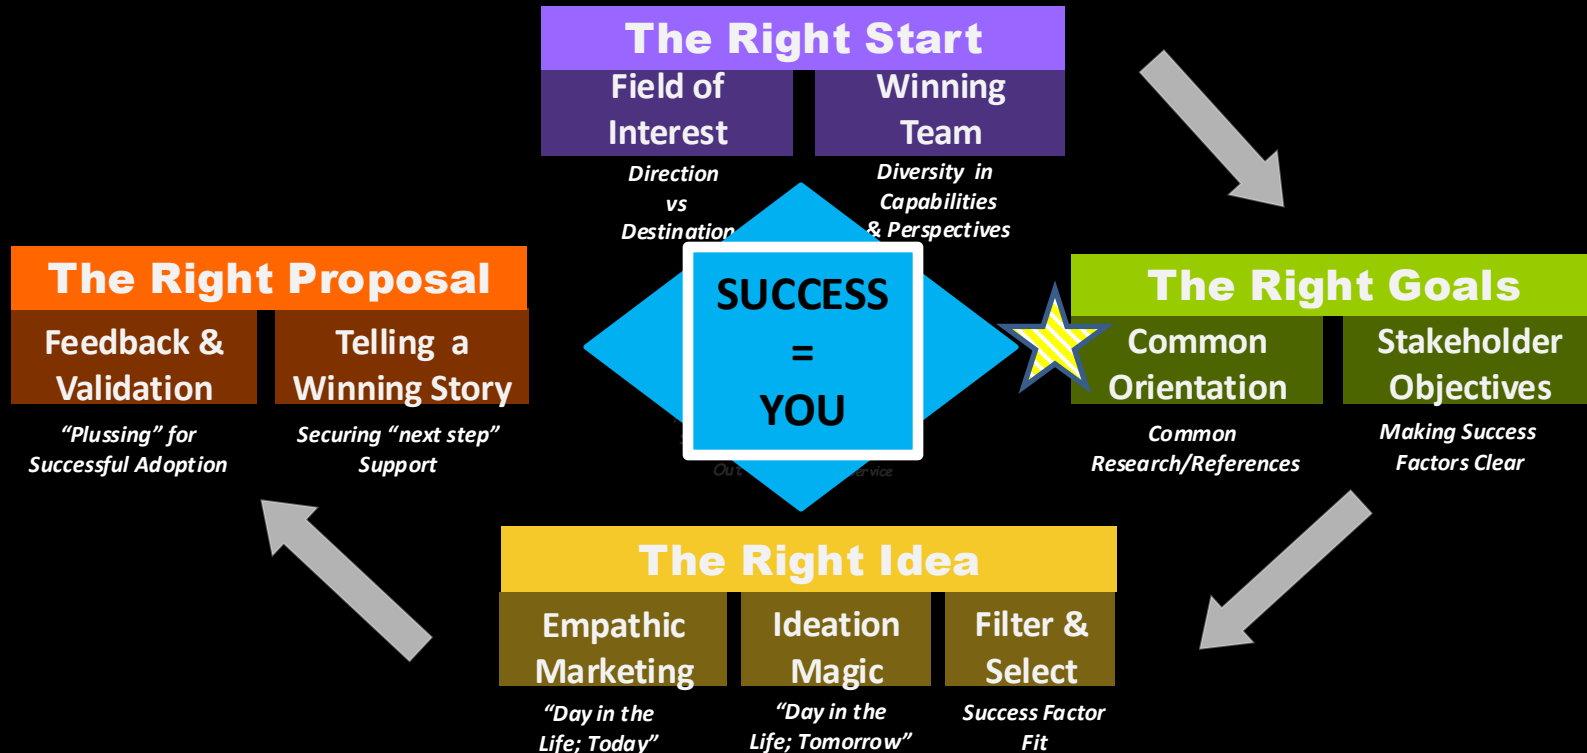 The Right Start
Field of
Interest
Winning
Team
Direction
vs
Destination
Diversity in
Capabilities
& Perspectives
The Right Proposal
Feedback &
Validation
Telling a
Winning Story
"Plussing" for
Successful Adoption
Securing "next step"
Support
SUCCESS
=
YOU
Out
The Right Goals
Common
Orientation
Stakeholder
Objectives
Common
Research/References
Making Success
Factors Clear
The Right Idea
Empathic
Marketing
Ideation
Magic
Filter &
Select
"Day in the
Life; Today"
"Day in the
Life; Tomorrow"
Success Factor
Fit